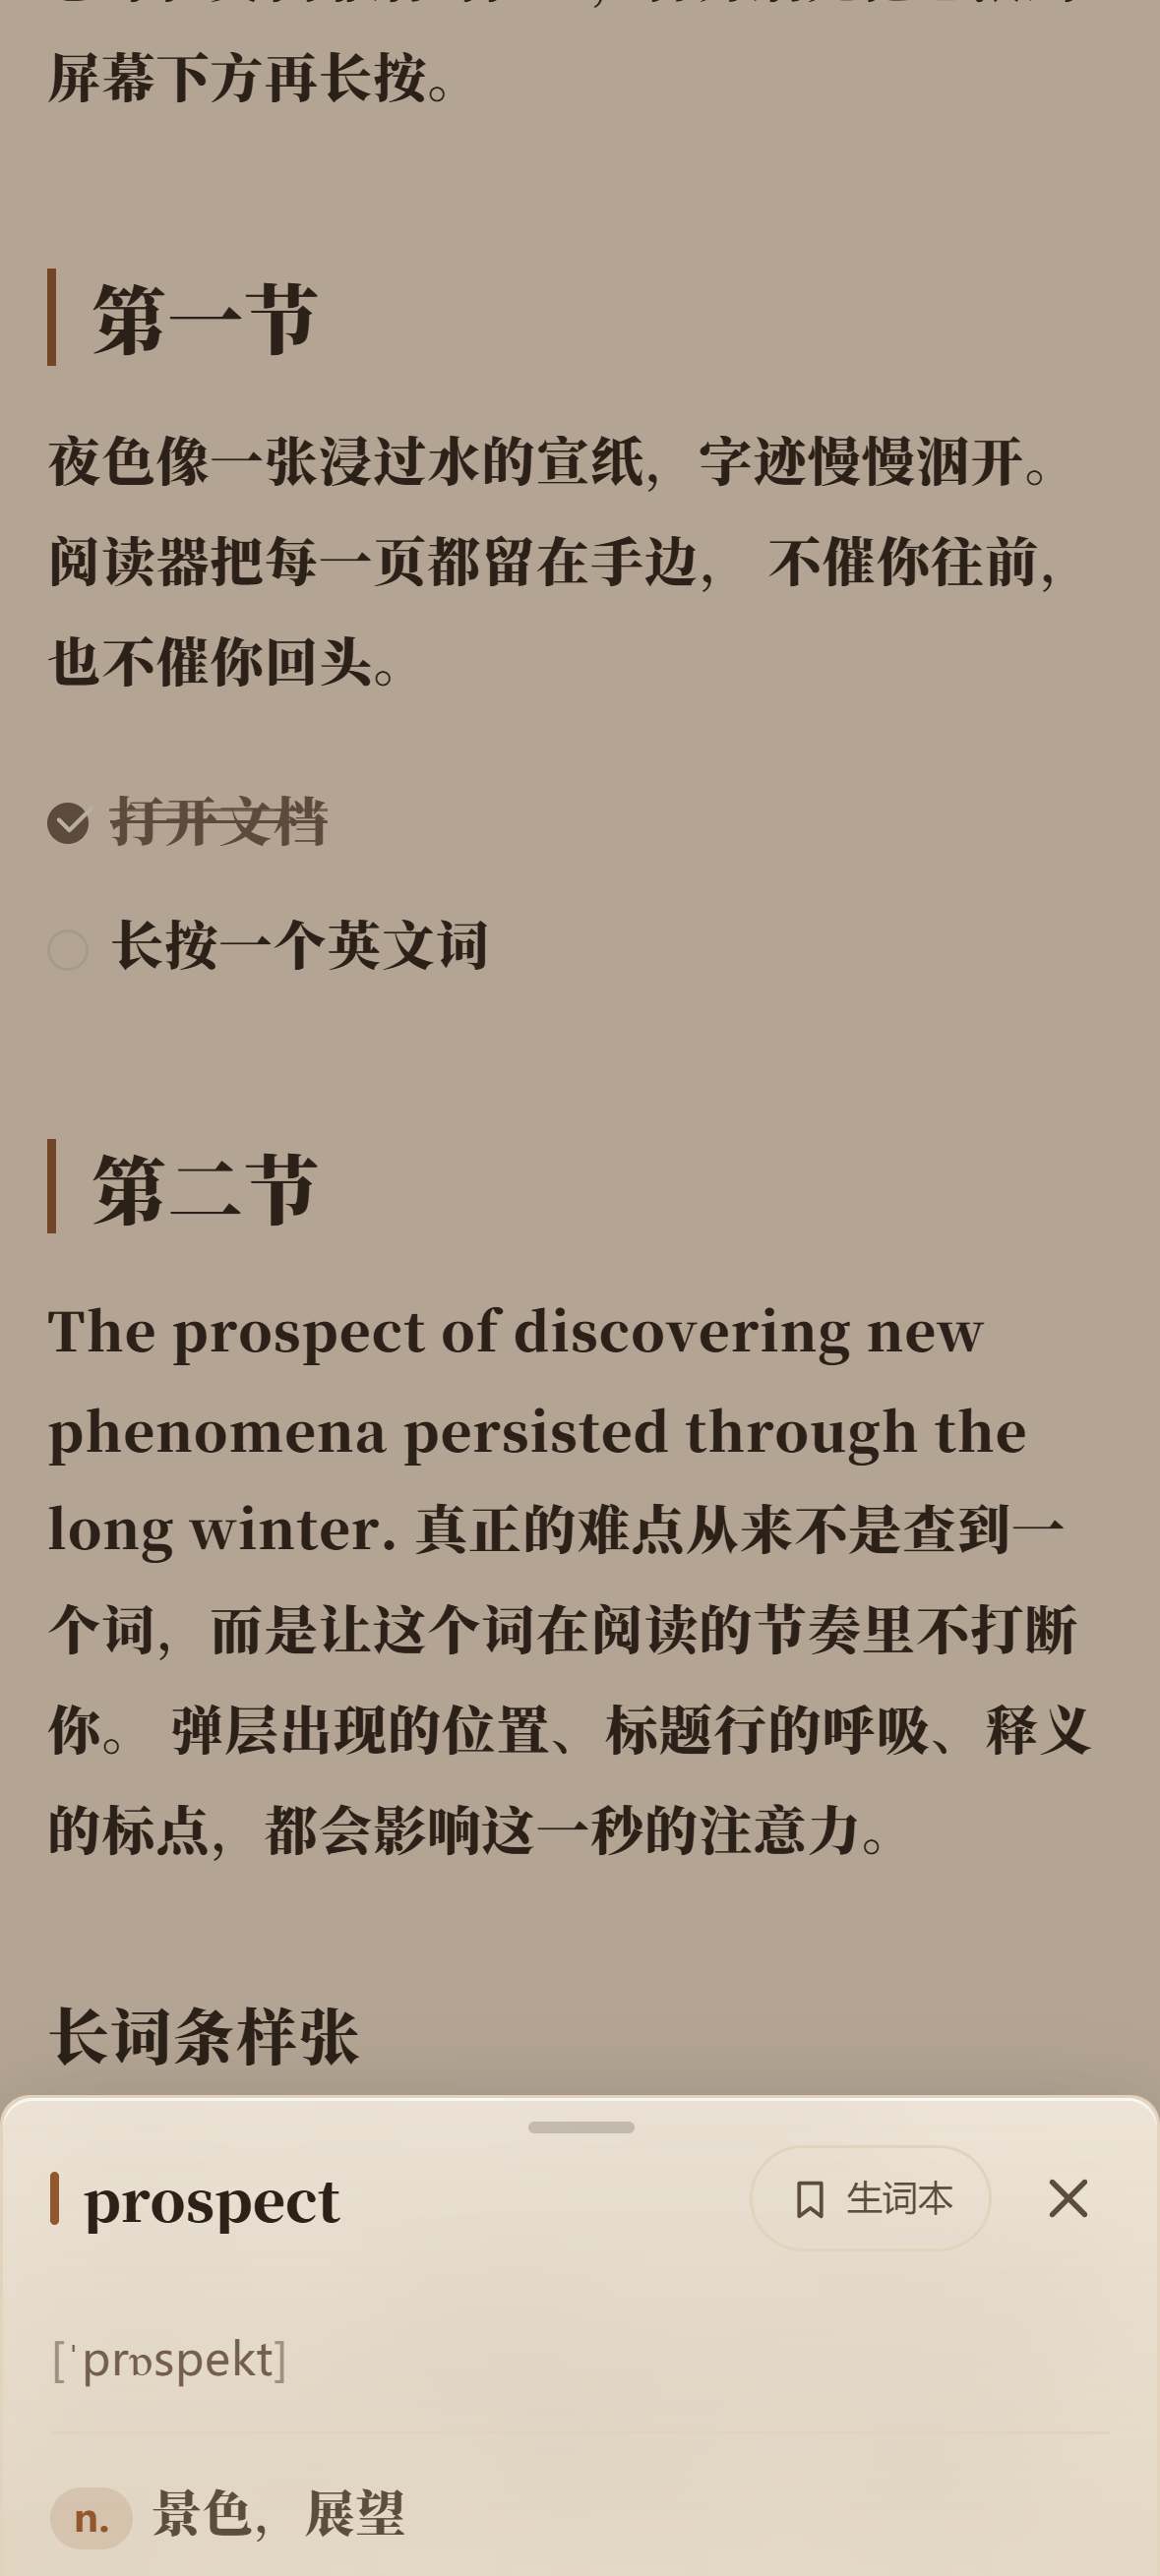 屏幕下方再长按。
第一节
夜色像一张浸过水的宣纸，字迹慢慢洇开。
阅读器把每一页都留在手边， 不催你往前，
也不催你回头。
打开文档
长按一个英文词
第二节
The prospect of discovering new
phenomena persisted through the
long winter. 真正的难点从来不是查到一
个词，而是让这个词在阅读的节奏里不打断
你。 弹层出现的位置、标题行的呼吸、释义
的标点，都会影响这一秒的注意力。
长词条样张
prospect
生词本
[ˈprɒspekt]
n. 景色， 展望